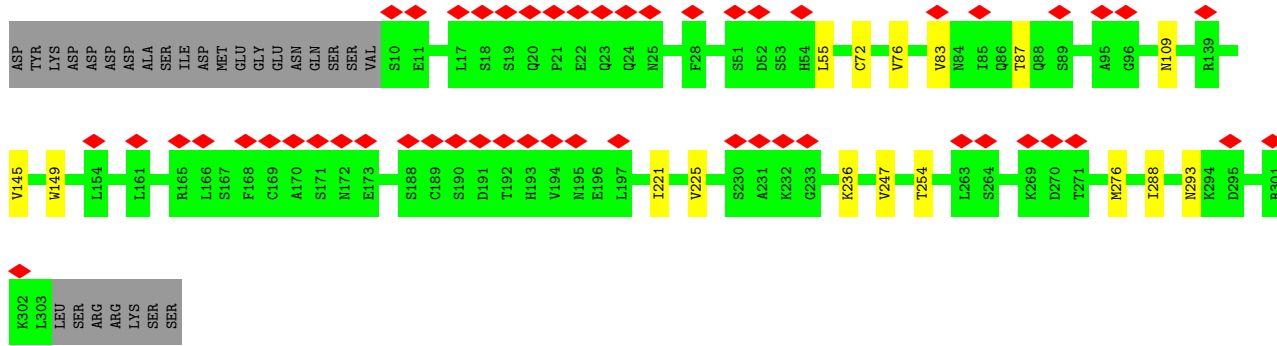 ASP TYR LYS ASP ASP ASP ASP ALA SER ILE ASP MET GLY GLU GLU ASN GLN SER SER VAL S10 E11 L17 S18 S19 Q20 P21 E22 Q23 Q24 N25 F28 S51 D52 S53 H54 L55 C72 V76 V83 N84 I85 Q86 T87 Q88 S89 A95 G96 N109 R139
V145 W149 L154 L161 R165 L166 S167 F168 C169 A170 S171 N172 E173 S188 C189 S190 D191 T192 H193 V194 N195 E196 L197 I221 V225 S230 A231 K232 G233 K236 V247 T254 L263 S264 K269 D270 T271 M276 I288 N293 K294 D295
K302 L303 LEU SER ARG ARG LYS SER SER